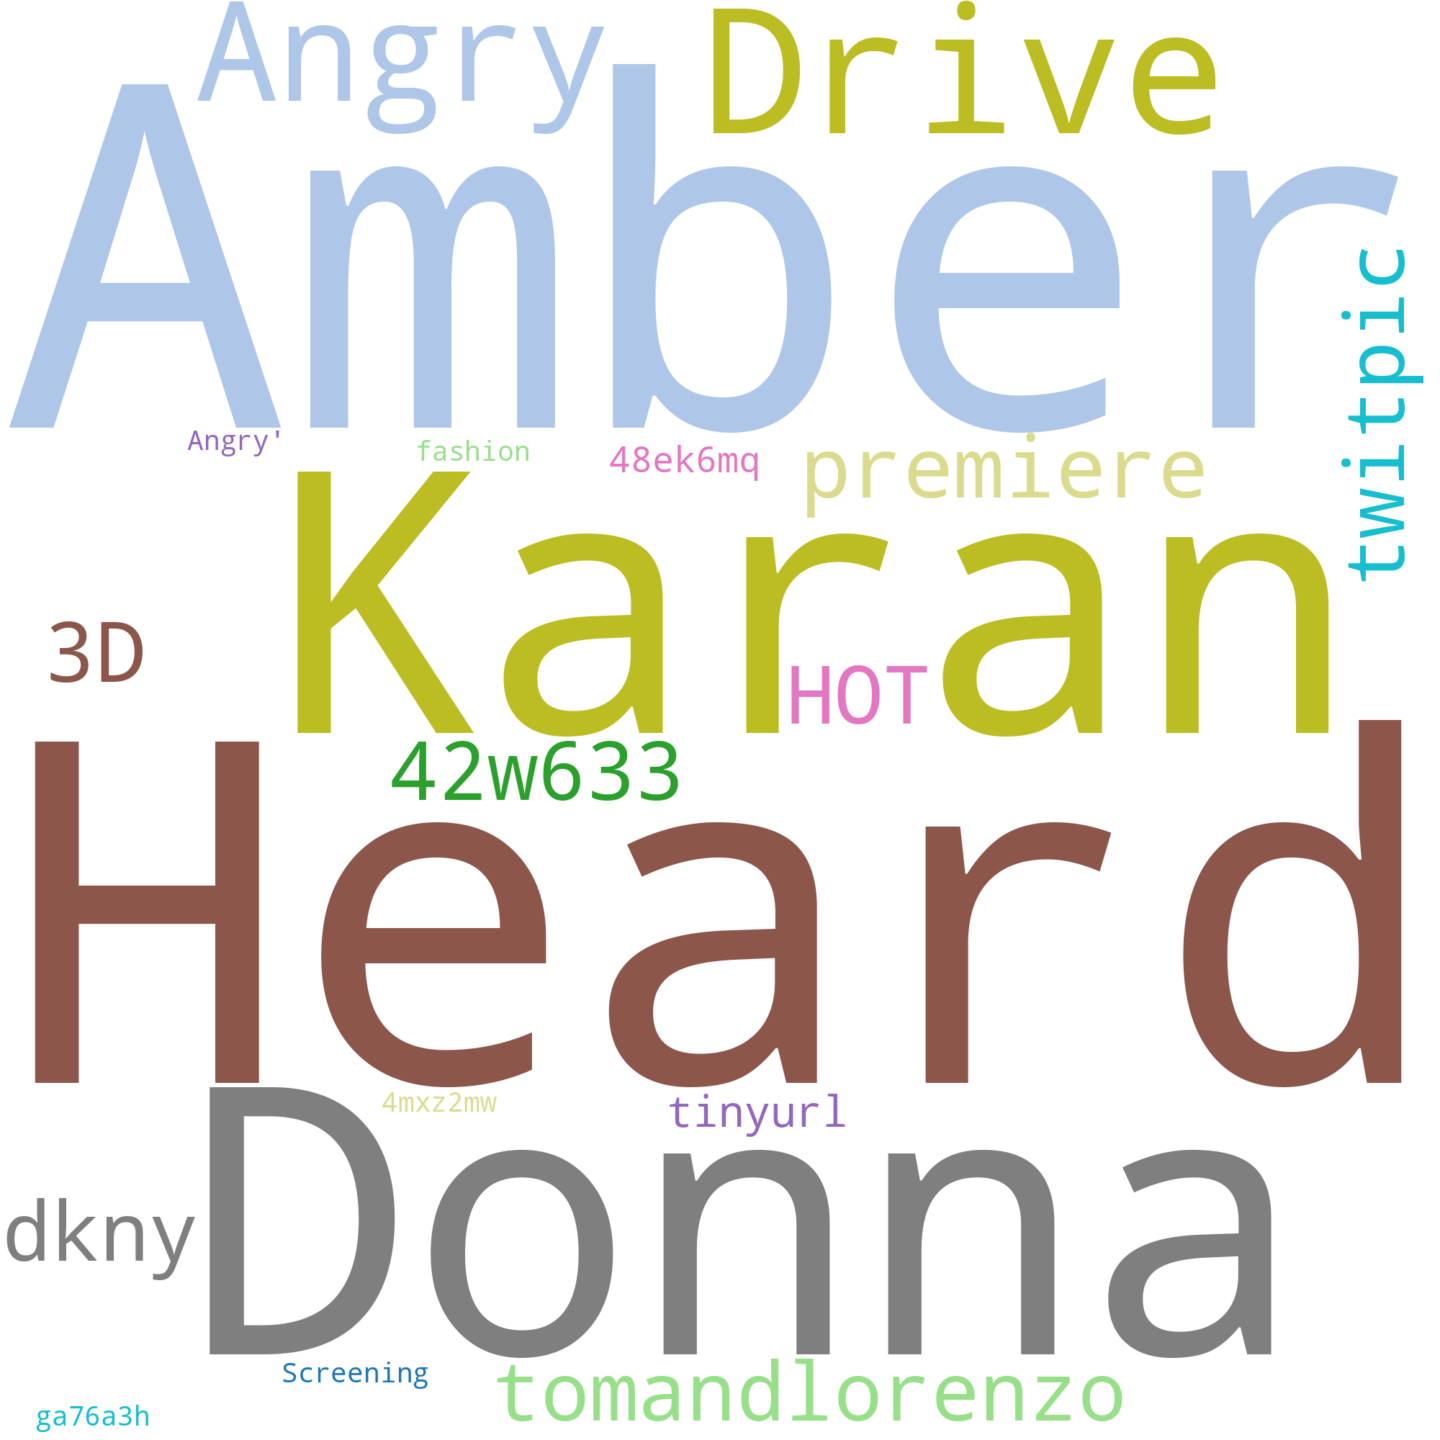 Angry
Drive
Amber
twitpic
Angry'
fashion
48ek6mq
premiere
Karan
3D
HOT
42w633
Heard
4mxz2mw
tinyurl
Donna
dkny
Screening
tomandlorenzo
ga76a3h